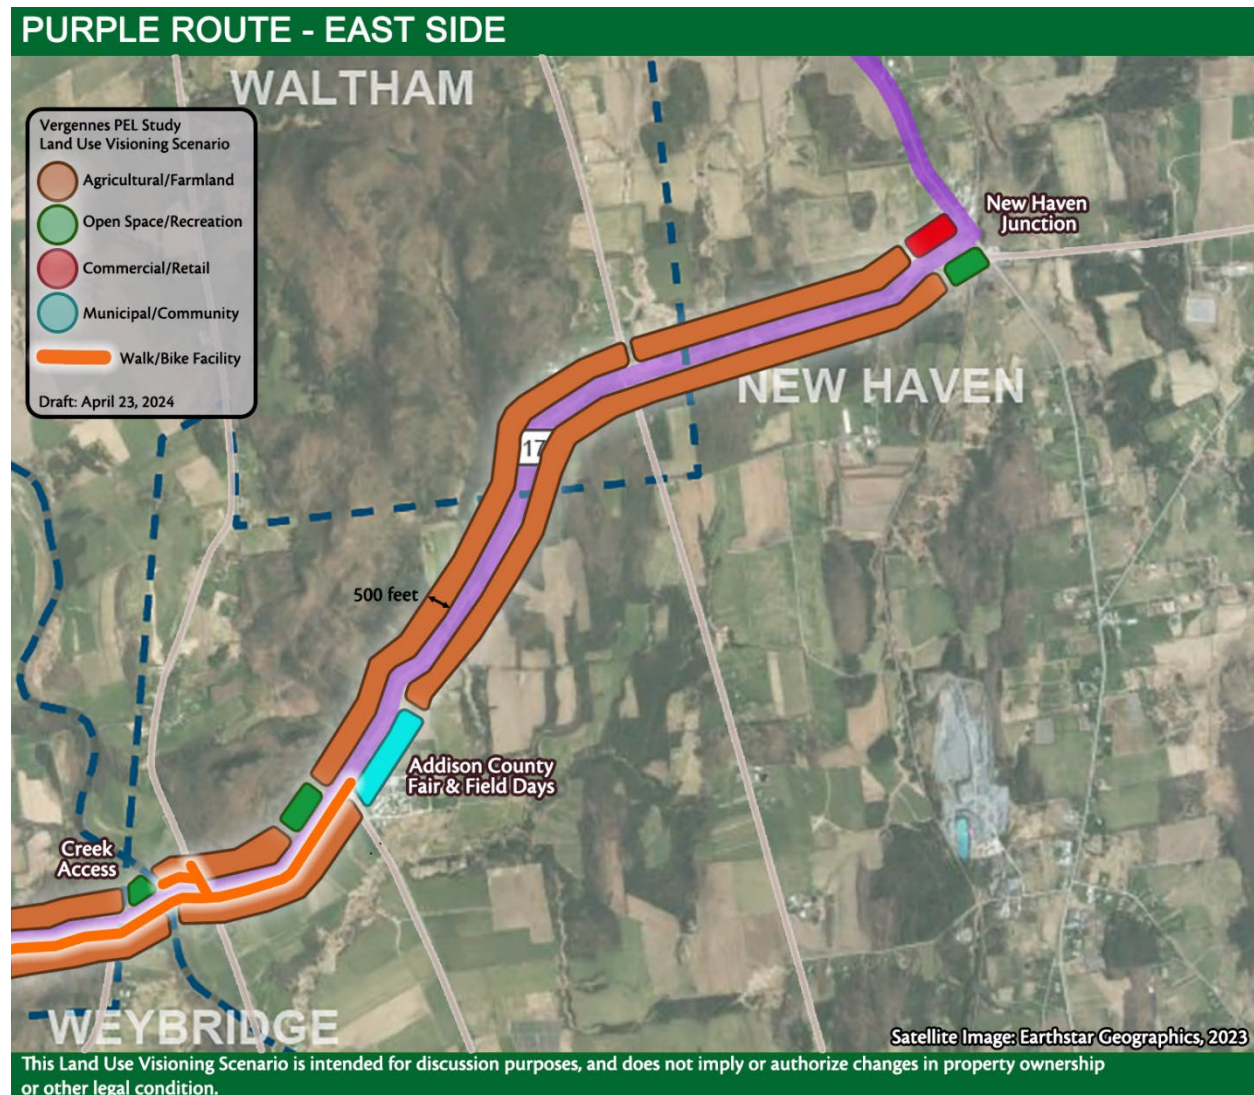 PURPLE ROUTE - EAST SIDE
WALTHAM
Vergennes PEL Study
Land Use Visioning Scenario
Agricultural/Farmland
Open Space/Recreation
Commercial/Retail
Municipal/Community
Walk/Bike Facility
Draft: April 23, 2024
New Haven
Junction
NEW HAVEN
17
500 feet
Addison County
Fair & Field Days
Creek
Access
WEYBRIDGE
Satellite Image: Earthstar Geographics, 2023
This Land Use Visioning Scenario is intended for discussion purposes, and does not imply or authorize changes in property ownership
or other legal condition.